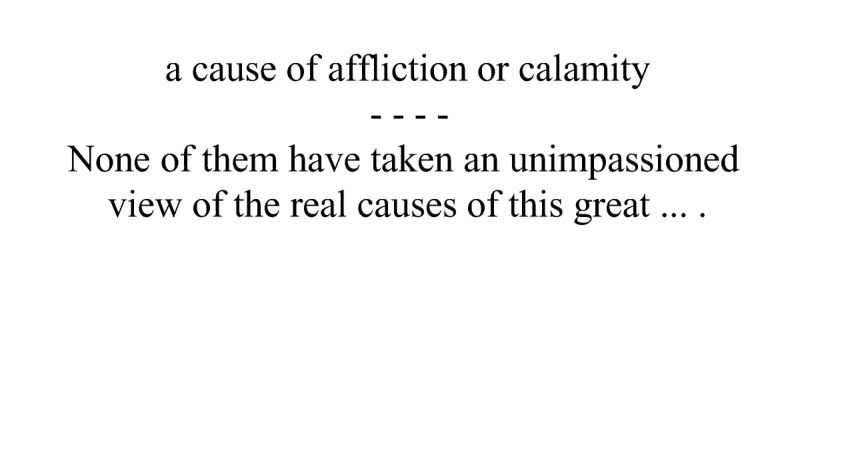 a cause of affliction or calamity
- - - -
None of them have taken an unimpassioned
view of the real causes of this great ... .